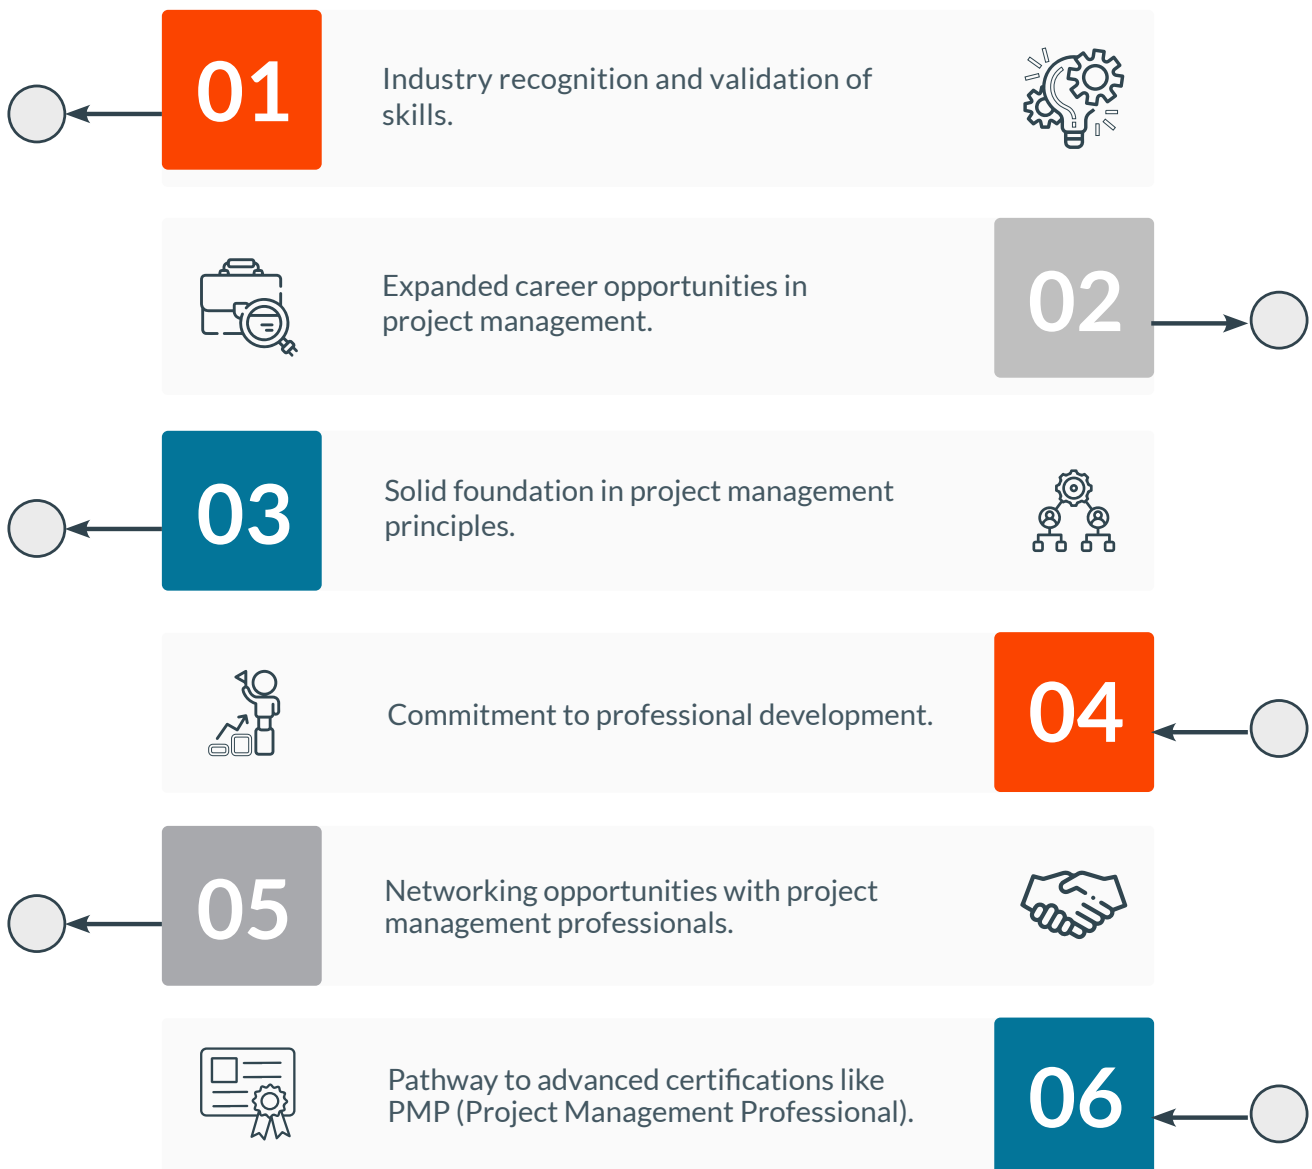 01
Industry recognition and validation of
skills.
Expanded career opportunities in
project management.
02
03
Solid foundation in project management
principles.
Commitment to professional development.
04
05
Networking opportunities with project
management professionals.
Pathway to advanced certifications like
PMP (Project Management Professional).
06